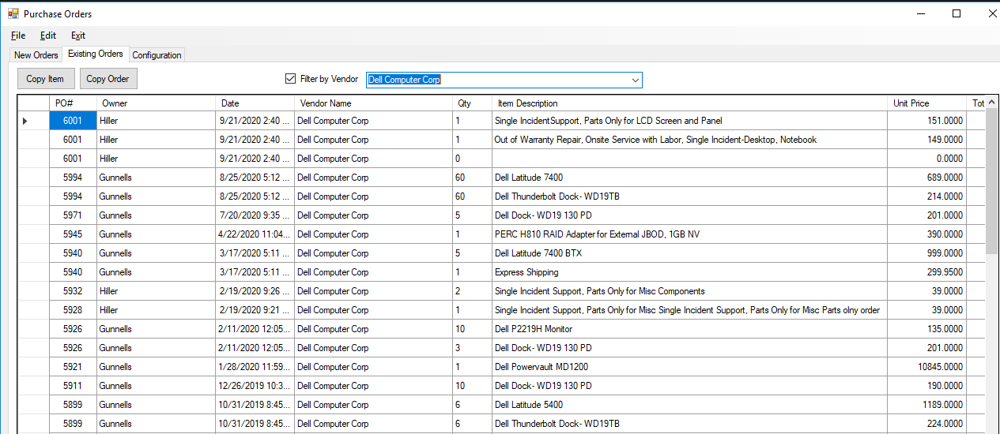 Purchase Orders
File Edit Exit
New Orders Existing Orders Configuration
Copy Item Copy Order Filter by Vendor Dell Computer Corp
PO# Owner Date Vendor Name Qty Item Description Unit Price Tot
6001 Hiller 9/21/2020 2:40 ... Dell Computer Corp 1 Single IncidentSupport, Parts Only for LCD Screen and Panel 151.0000
6001 Hiller 9/21/2020 2:40 ... Dell Computer Corp 1 Out of Warranty Repair, Onsite Service with Labor, Single Incident-Desktop, Notebook 149.0000
6001 Hiller 9/21/2020 2:40 ... Dell Computer Corp 0 0.0000
5994 Gunnells 8/25/2020 5:12 ... Dell Computer Corp 60 Dell Latitude 7400 689.0000
5994 Gunnells 8/25/2020 5:12 ... Dell Computer Corp 60 Dell Thunderbolt Dock- WD19TB 214.0000
5971 Gunnells 7/20/2020 9:35 ... Dell Computer Corp 5 Dell Dock- WD19 130 PD 201.0000
5945 Gunnells 4/22/2020 11:04... Dell Computer Corp 1 PERC H810 RAID Adapter for External JBOD, 1GB NV 390.0000
5940 Gunnells 3/17/2020 5:11 ... Dell Computer Corp 5 Dell Latitude 7400 BTX 999.0000
5940 Gunnells 3/17/2020 5:11 ... Dell Computer Corp 1 Express Shipping 299.9500
5932 Hiller 2/19/2020 9:26 ... Dell Computer Corp 2 Single Incident Support, Parts Only for Misc Components 39.0000
5928 Hiller 2/19/2020 9:21 ... Dell Computer Corp 1 Single Incident Support, Parts Only for Misc Single Incident Support, Parts Only for Misc Parts olny order 39.0000
5926 Gunnells 2/11/2020 12:05... Dell Computer Corp 10 Dell P2219H Monitor 135.0000
5926 Gunnells 2/11/2020 12:05... Dell Computer Corp 3 Dell Dock- WD19 130 PD 201.0000
5921 Gunnells 1/28/2020 11:59... Dell Computer Corp 1 Dell Powervault MD1200 10845.0000
5911 Gunnells 12/26/2019 10:3... Dell Computer Corp 10 Dell Dock- WD19 130 PD 190.0000
5899 Gunnells 10/31/2019 8:45... Dell Computer Corp 6 Dell Latitude 5400 1189.0000
5899 Gunnells 10/31/2019 8:45... Dell Computer Corp 6 Dell Thunderbolt Dock- WD19TB 224.0000